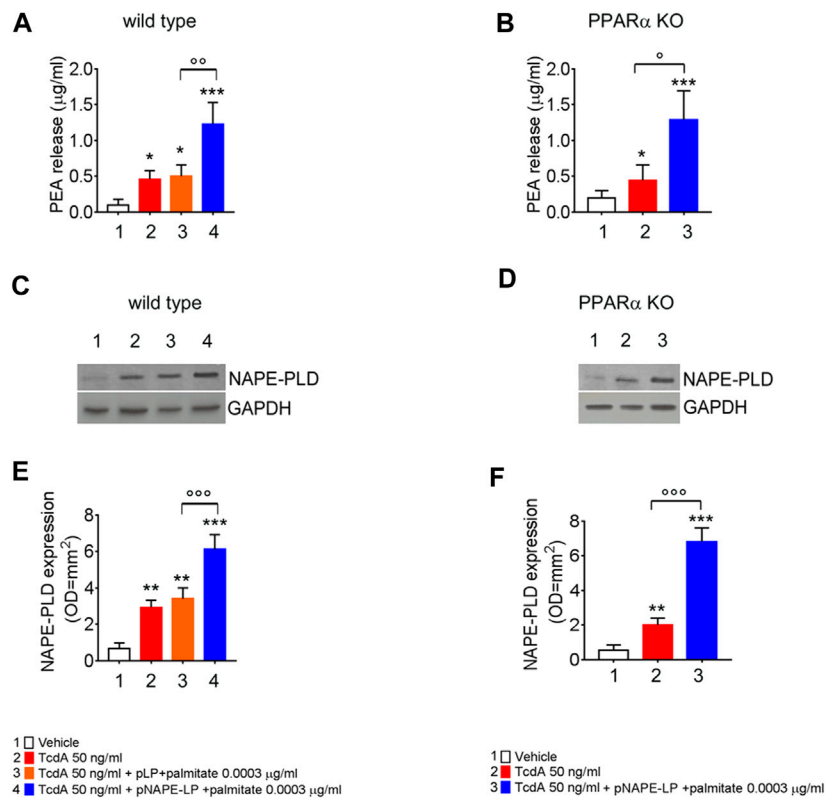 A
wild type
PEA release (µg/ml)
2.0
1.5
1.0
0.5
0.0
°°
*
*
***
1 2 3 4
B
PPARα KO
PEA release (µg/ml)
2.0
1.5
1.0
0.5
0.0
°
*
***
1 2 3
C
wild type
1 2 3 4
NAPE-PLD
GAPDH
D
PPARα KO
1 2 3
NAPE-PLD
GAPDH
E
NAPE-PLD expression
(OD=mm²)
8
6
4
2
0
°°°
**
**
***
1 2 3 4
F
NAPE-PLD expression
(OD=mm²)
8
6
4
2
0
°°°
**
***
1 2 3
1 Vehicle
2 TcdA 50 ng/ml
3 TcdA 50 ng/ml + pLP+palmitate 0.0003 µg/ml
4 TcdA 50 ng/ml + pNAPE-LP +palmitate 0.0003 µg/ml
1 Vehicle
2 TcdA 50 ng/ml
3 TcdA 50 ng/ml + pNAPE-LP +palmitate 0.0003 µg/ml